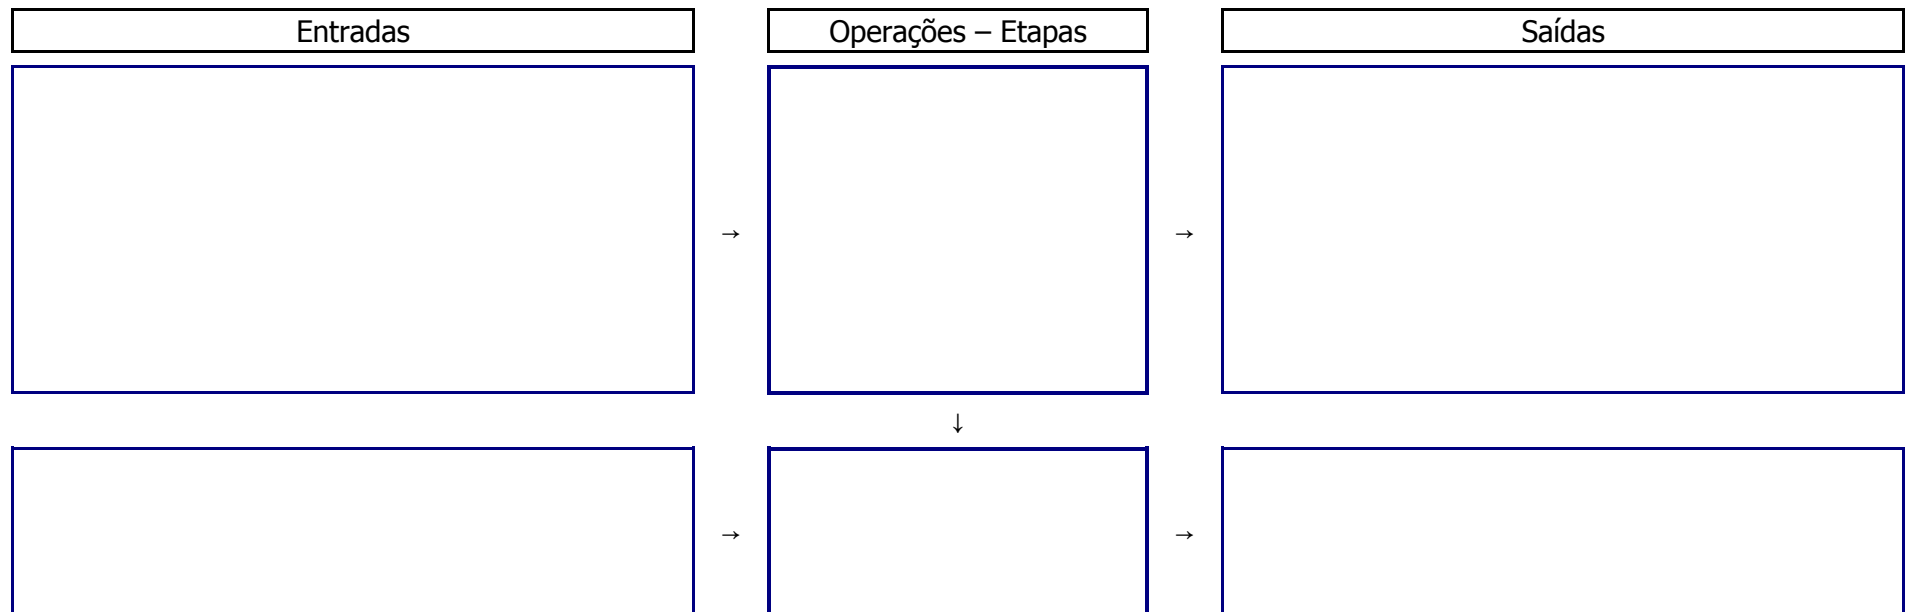 Entradas
Operações – Etapas
Saídas
→
→
↓
→
→